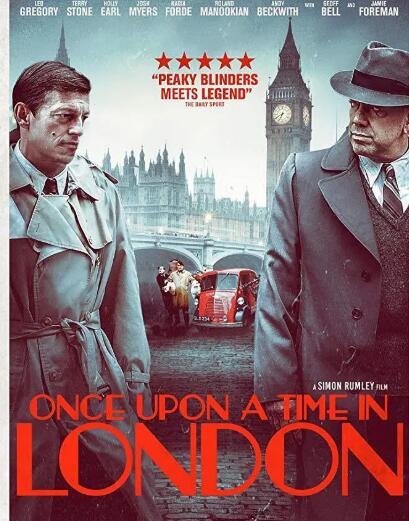 LEO TERRY HOLLY JOSH NADIA ROLAND ANDY WITH GEOFF AND JAMIE
GREGORY STONE EARL MYERS FORDE MANOOKIAN BECKWITH BELL FOREMAN
★★★★★
"PEAKY BLINDERS
MEETS LEGEND"
THE DAILY SPORT
A SIMON RUMLEY FILM
ONCE UPON A TIME IN
LONDON